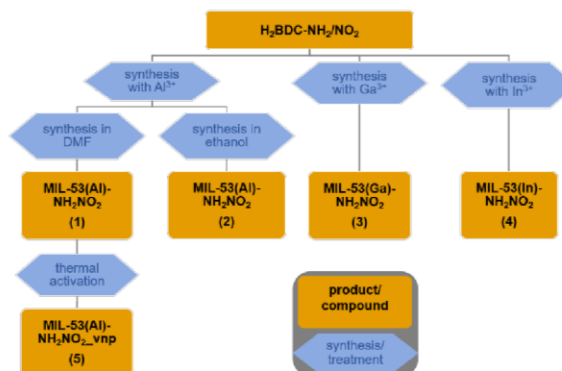 H₂BDC-NH₂/NO₂
synthesis
with Al³⁺
synthesis
with Ga³⁺
synthesis
with In³⁺
synthesis in
DMF
synthesis in
ethanol
MIL-53(Al)-
NH₂NO₂
(1)
MIL-53(Al)-
NH₂NO₂
(2)
MIL-53(Ga)-
NH₂NO₂
(3)
MIL-53(In)-
NH₂NO₂
(4)
thermal
activation
MIL-53(Al)-
NH₂NO₂_vnp
(5)
product/
compound
synthesis/
treatment